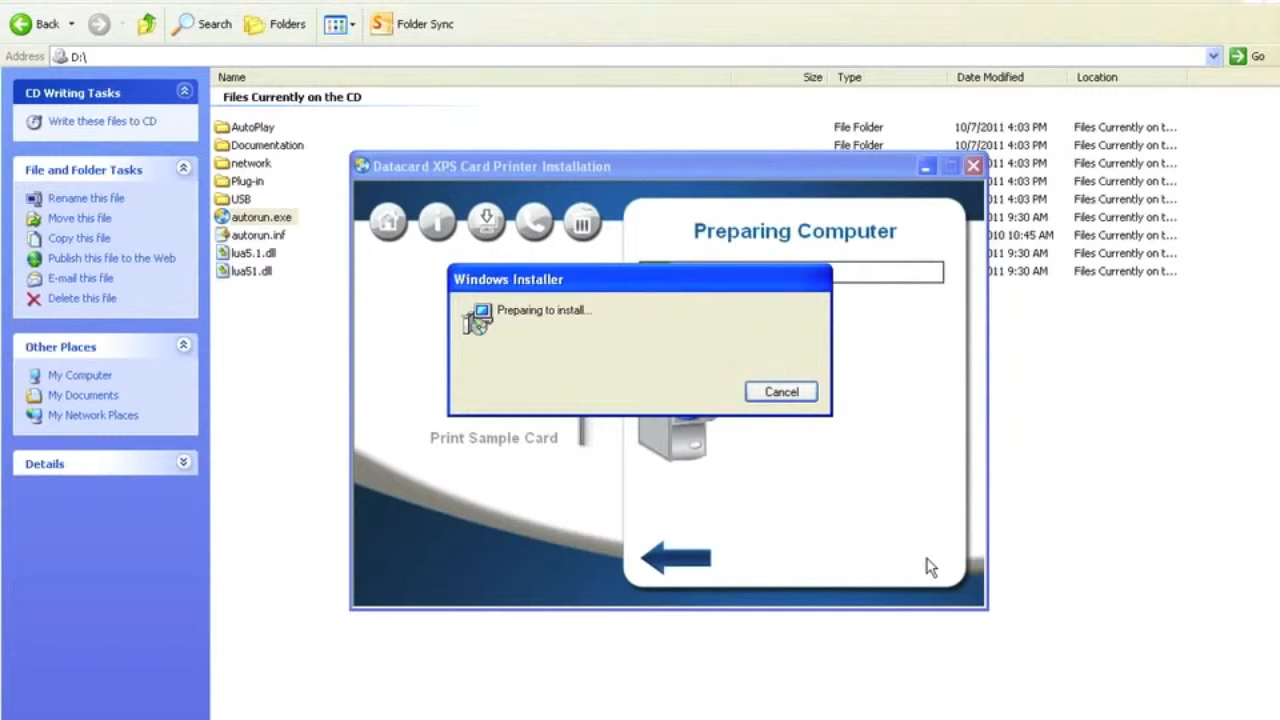 Back Search Folders Folder Sync
Address D:\ Go
Name Size Type Date Modified Location
CD Writing Tasks
Write these files to CD
File and Folder Tasks
Rename this file
Move this file
Copy this file
Publish this file to the Web
E-mail this file
Delete this file
Other Places
My Computer
My Documents
My Network Places
Details
Files Currently on the CD
AutoPlay File Folder 10/7/2011 4:03 PM Files Currently on t...
Documentation File Folder 10/7/2011 4:03 PM Files Currently on t...
network 011 4:03 PM Files Currently on t...
Plug-in 011 4:03 PM Files Currently on t...
USB 011 4:03 PM Files Currently on t...
autorun.exe 011 9:30 AM Files Currently on t...
autorun.inf 010 10:45 AM Files Currently on t...
lua5.1.dll 011 9:30 AM Files Currently on t...
lua51.dll 011 9:30 AM Files Currently on t...
Datacard XPS Card Printer Installation
Preparing Computer
Windows Installer
Preparing to install...
Cancel
Print Sample Card